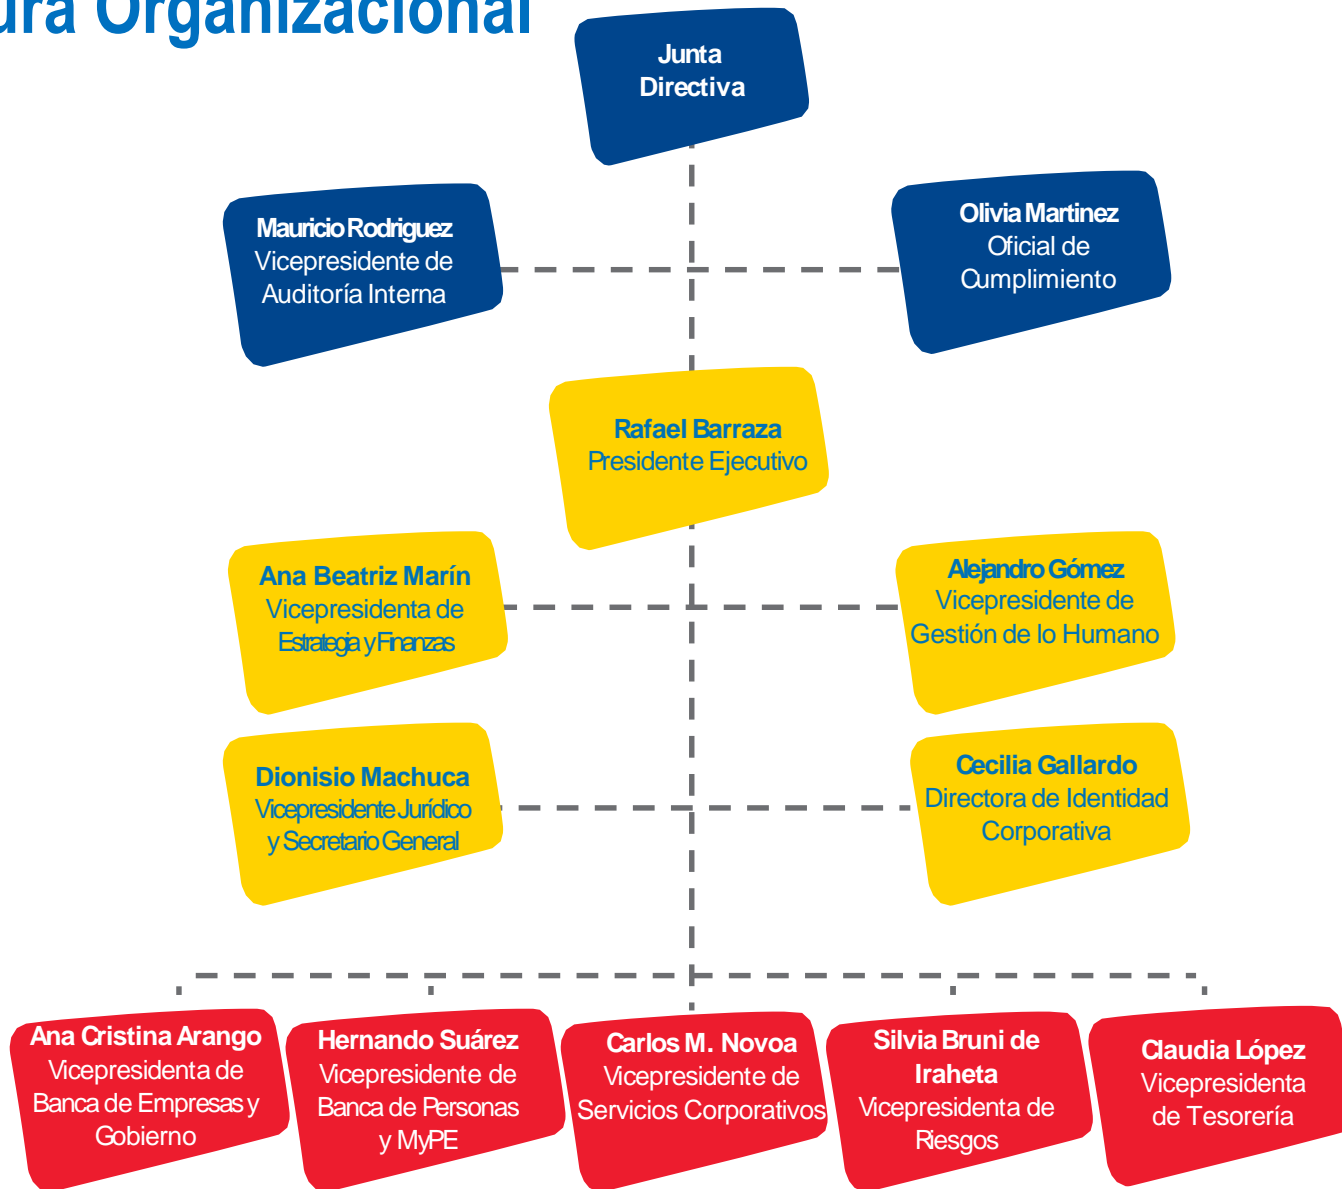 ura Organizacional
Junta
Directiva
Mauricio Rodriguez
Vicepresidente de
Auditoría Interna
Olivia Martinez
Oficial de
Cumplimiento
Rafael Barraza
Presidente Ejecutivo
Ana Beatriz Marín
Vicepresidenta de
Estrategia y Finanzas
Alejandro Gómez
Vicepresidente de
Gestión de lo Humano
Dionisio Machuca
Vicepresidente Jurídico
y Secretario General
Cecilia Gallardo
Directora de Identidad
Corporativa
Ana Cristina Arango
Vicepresidenta de
Banca de Empresas y
Gobierno
Hernando Suárez
Vicepresidente de
Banca de Personas
y MyPE
Carlos M. Novoa
Vicepresidente de
Servicios Corporativos
Silvia Bruni de
Iraheta
Vicepresidenta de
Riesgos
Claudia López
Vicepresidenta
de Tesorería